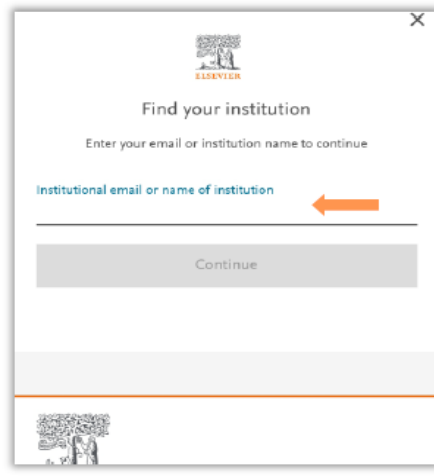 ELSEVIER
Find your institution
Enter your email or institution name to continue
Institutional email or name of institution
Continue